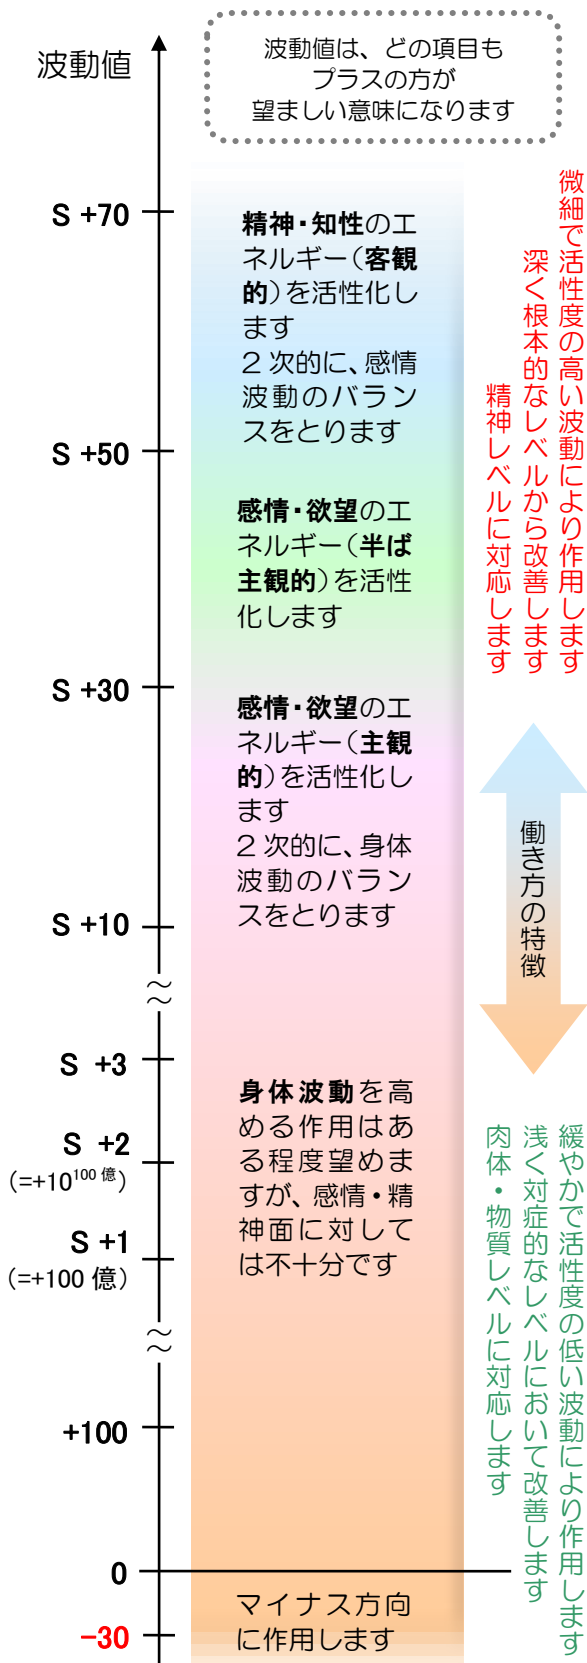 波動値
波動値は、どの項目も
プラスの方が
望ましい意味になります
S +70
精神・知性のエ
ネルギー（客観
的）を活性化し
ます
２次的に、感情
波動のバラン
スをとります
S +50
感情・欲望のエ
ネルギー（半ば
主観的）を活性
化します
S +30
感情・欲望のエ
ネルギー（主観
的）を活性化し
ます
２次的に、身体
波動のバラン
スをとります
S +10
S +3
S +2
(=+10^100億)
S +1
(=+100 億)
身体波動を高
める作用はあ
る程度望めま
すが、感情・精
神面に対して
は不十分です
+100
0
−30
マイナス方向
に作用します
微細で活性度の高い波動により作用します
深く根本的なレベルから改善します
精神レベルに対応します
働き方の特徴
緩やかで活性度の低い波動により作用します
浅く対症的なレベルにおいて改善します
肉体・物質レベルに対応します